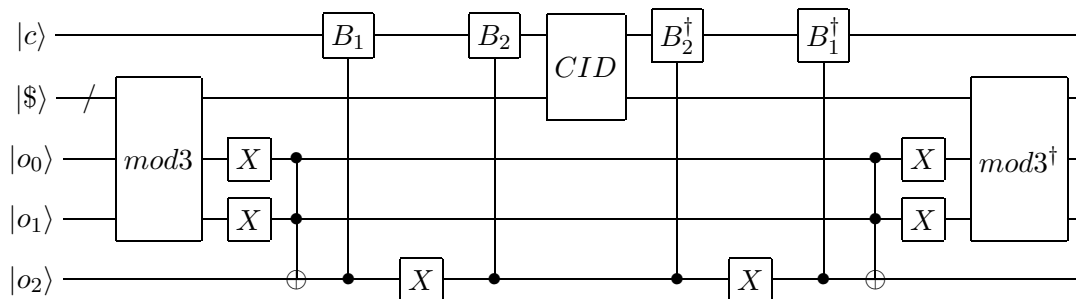 |c⟩ B₁ B₂ CID B₂† B₁†
|$⟩ mod3 mod3†
|o₀⟩ X X
|o₁⟩ X X
|o₂⟩ X X